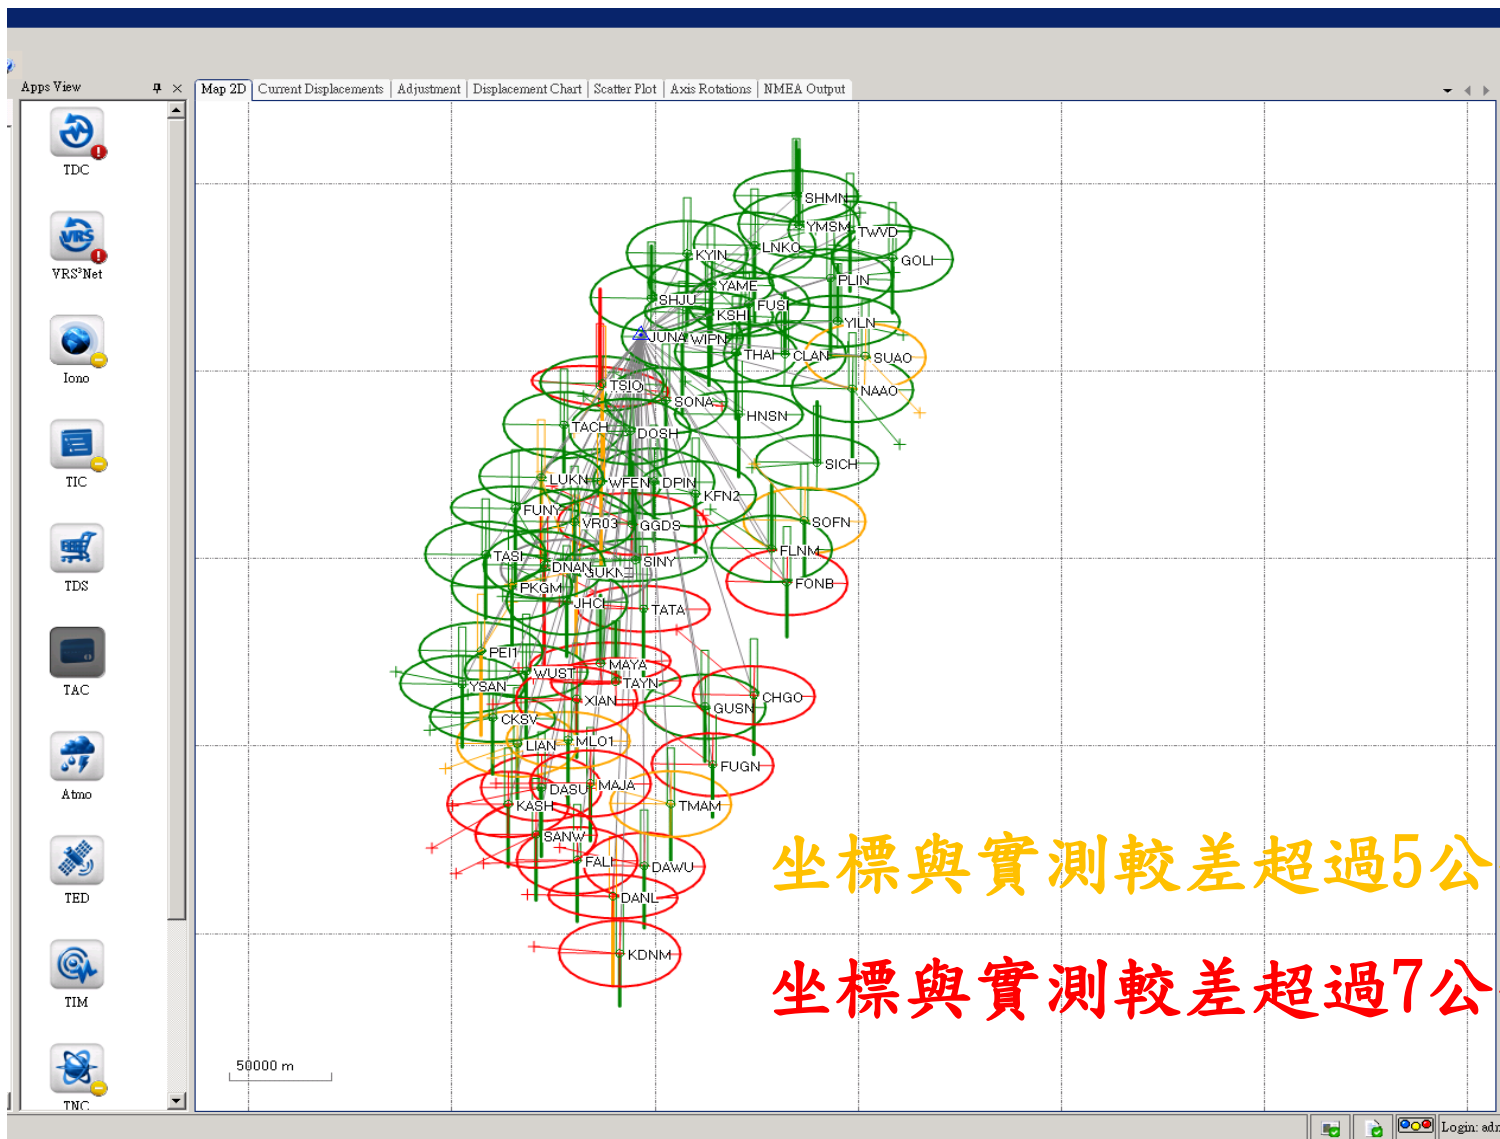 Apps View
Map 2D
Current Displacements
Adjustment
Displacement Chart
Scatter Plot
Axis Rotations
NMEA Output
TDC
VRS³Net
Iono
TIC
TDS
TAC
Atmo
TED
TIM
TNC
SHMN
YMSM
TWVD
LNKO
KYIN
GOLI
PLIN
YAME
SHJU
FUSI
KSHI
YILN
JUNA
WIPN
THAI
CLAN
SUAO
TSIO
NAAO
SONA
HNSN
TACH
DOSH
SICH
LUKN
WFEN
DPIN
KFN2
FUNY
VR03
GGDS
SOFN
FLNM
TASI
SINY
DNAN
GUKN
FONB
PKGM
JHCI
TATA
PEI1
MAYA
WUST
TAYN
YSAN
CHGO
XIAN
GUSN
CKSV
LIAN
MLO1
FUGN
MAJA
DASU
KASH
TMAM
SANW
坐標與實測較差超過5公
FALI
DAWU
DANL
KDNM
坐標與實測較差超過7公
50000 m
Login: adr